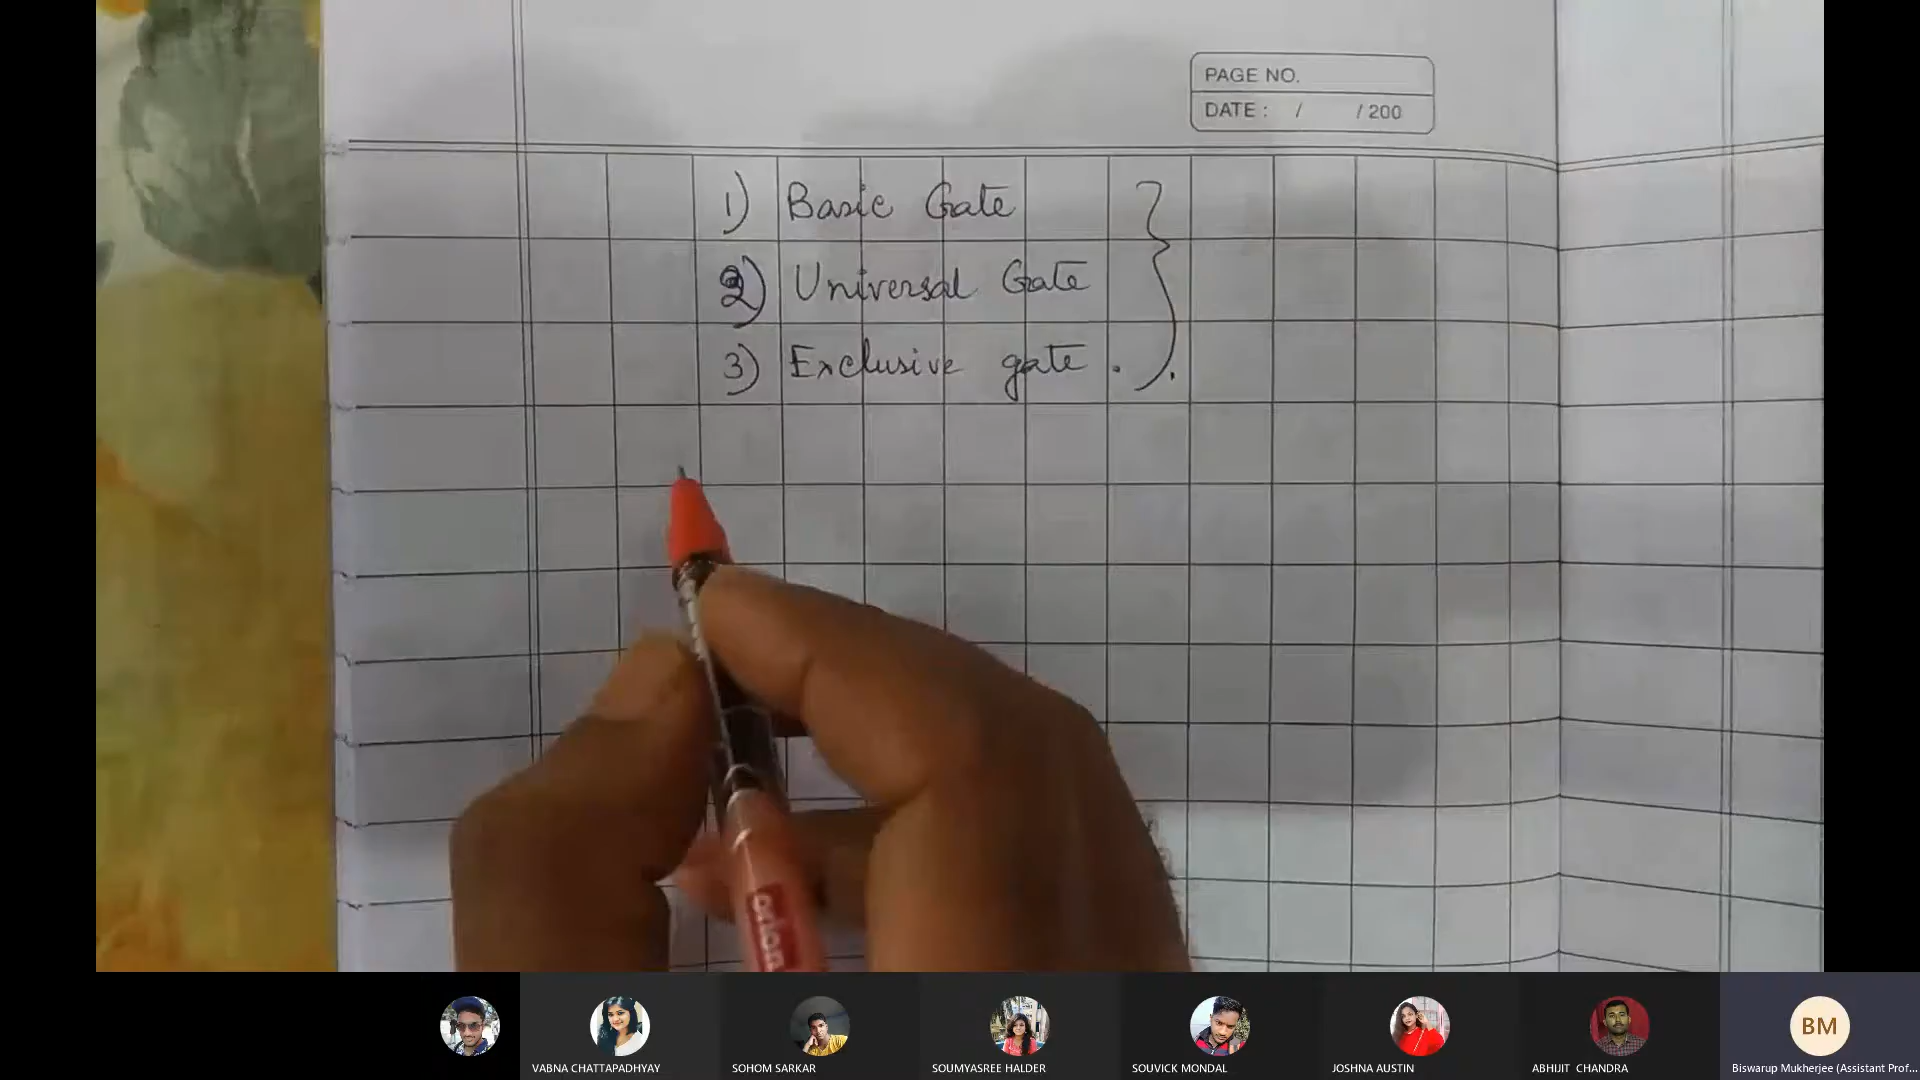 PAGE NO.
DATE : / / 200
1) Basic Gate
2) Universal Gate
3) Exclusive gate .
orion
VABNA CHATTAPADHYAY
SOHOM SARKAR
SOUMYASREE HALDER
SOUVICK MONDAL
JOSHNA AUSTIN
ABHIJIT CHANDRA
BM
Biswarup Mukherjee (Assistant Prof...